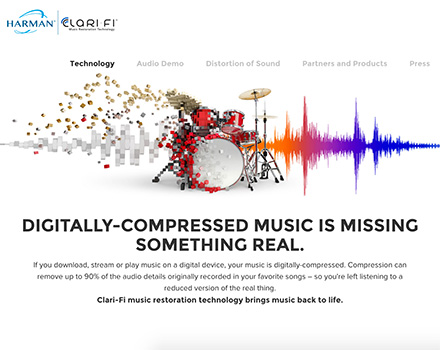 HARMAN
CLARI-FI
Music Restoration Technology
Technology Audio Demo Distortion of Sound Partners and Products Press
DIGITALLY-COMPRESSED MUSIC IS MISSING
SOMETHING REAL.
If you download, stream or play music on a digital device, your music is digitally-compressed. Compression can
remove up to 90% of the audio details originally recorded in your favorite songs – so you're left listening to a
reduced version of the real thing.
Clari-Fi music restoration technology brings music back to life.